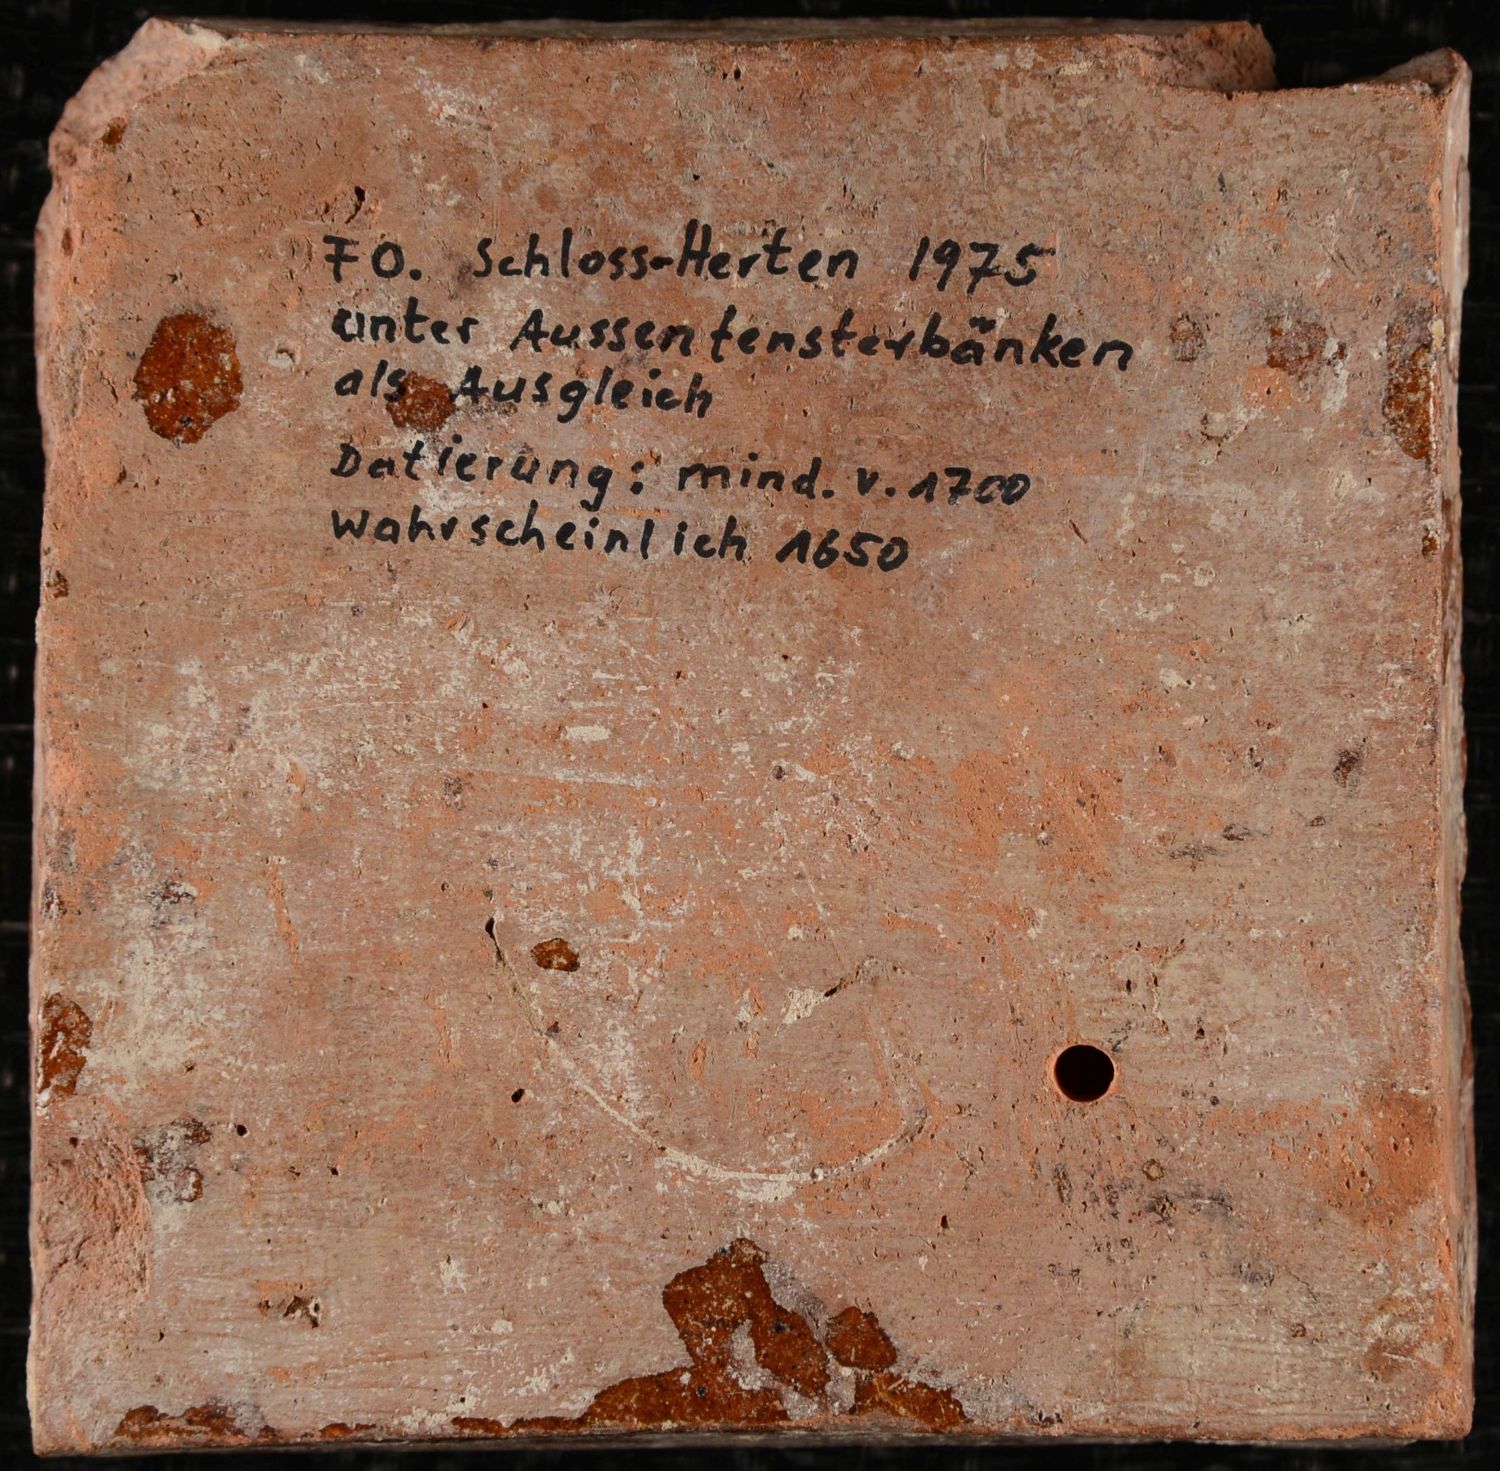 FO. Schloss-Herten 1975
unter Aussenfensterbänken
als Ausgleich
Datierung: mind. v. 1700
wahrscheinlich 1650